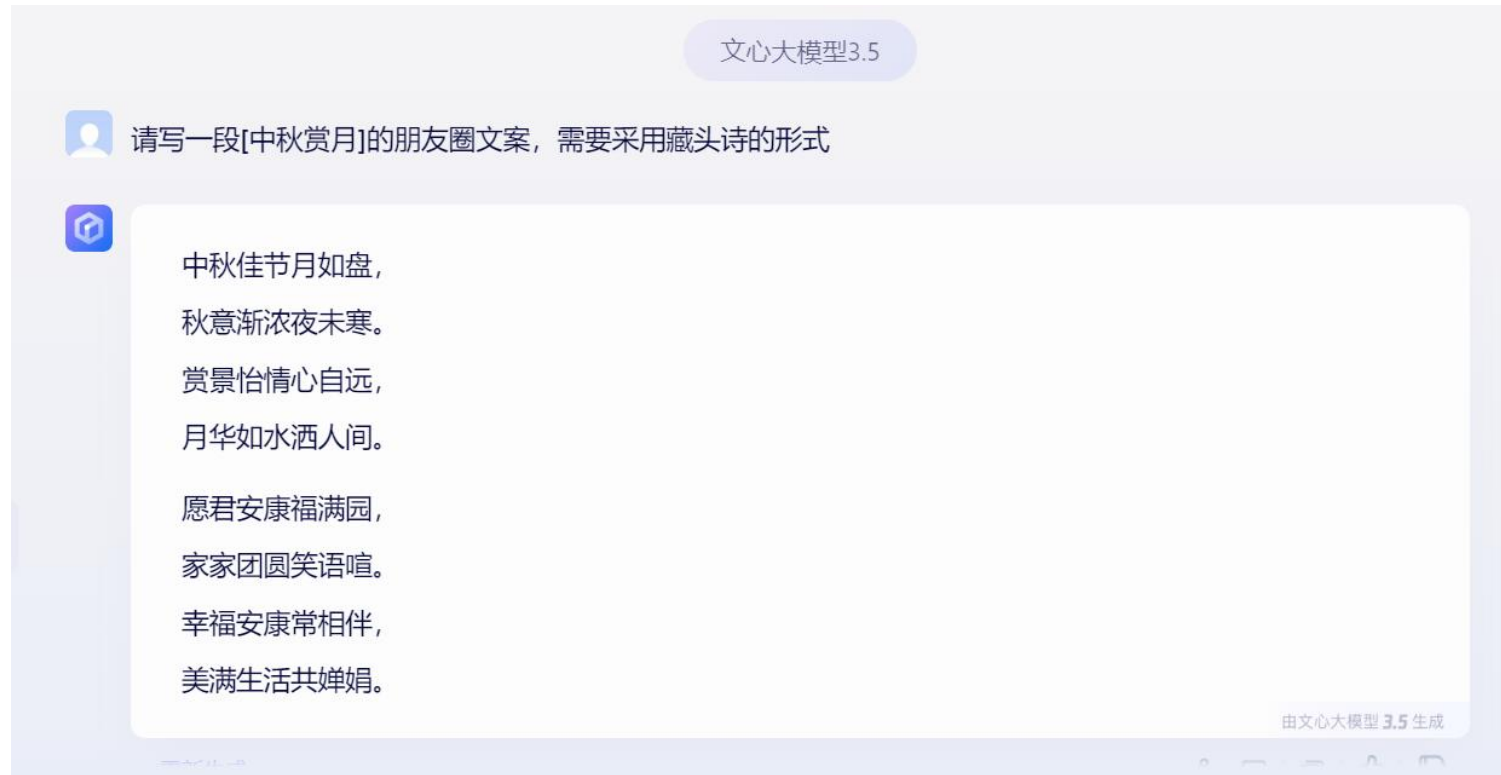 文心大模型3.5
请写一段[中秋赏月]的朋友圈文案，需要采用藏头诗的形式
中秋佳节月如盘，
秋意渐浓夜未寒。
赏景怡情心自远，
月华如水洒人间。
愿君安康福满园，
家家团圆笑语喧。
幸福安康常相伴，
美满生活共婵娟。
由文心大模型 3.5 生成